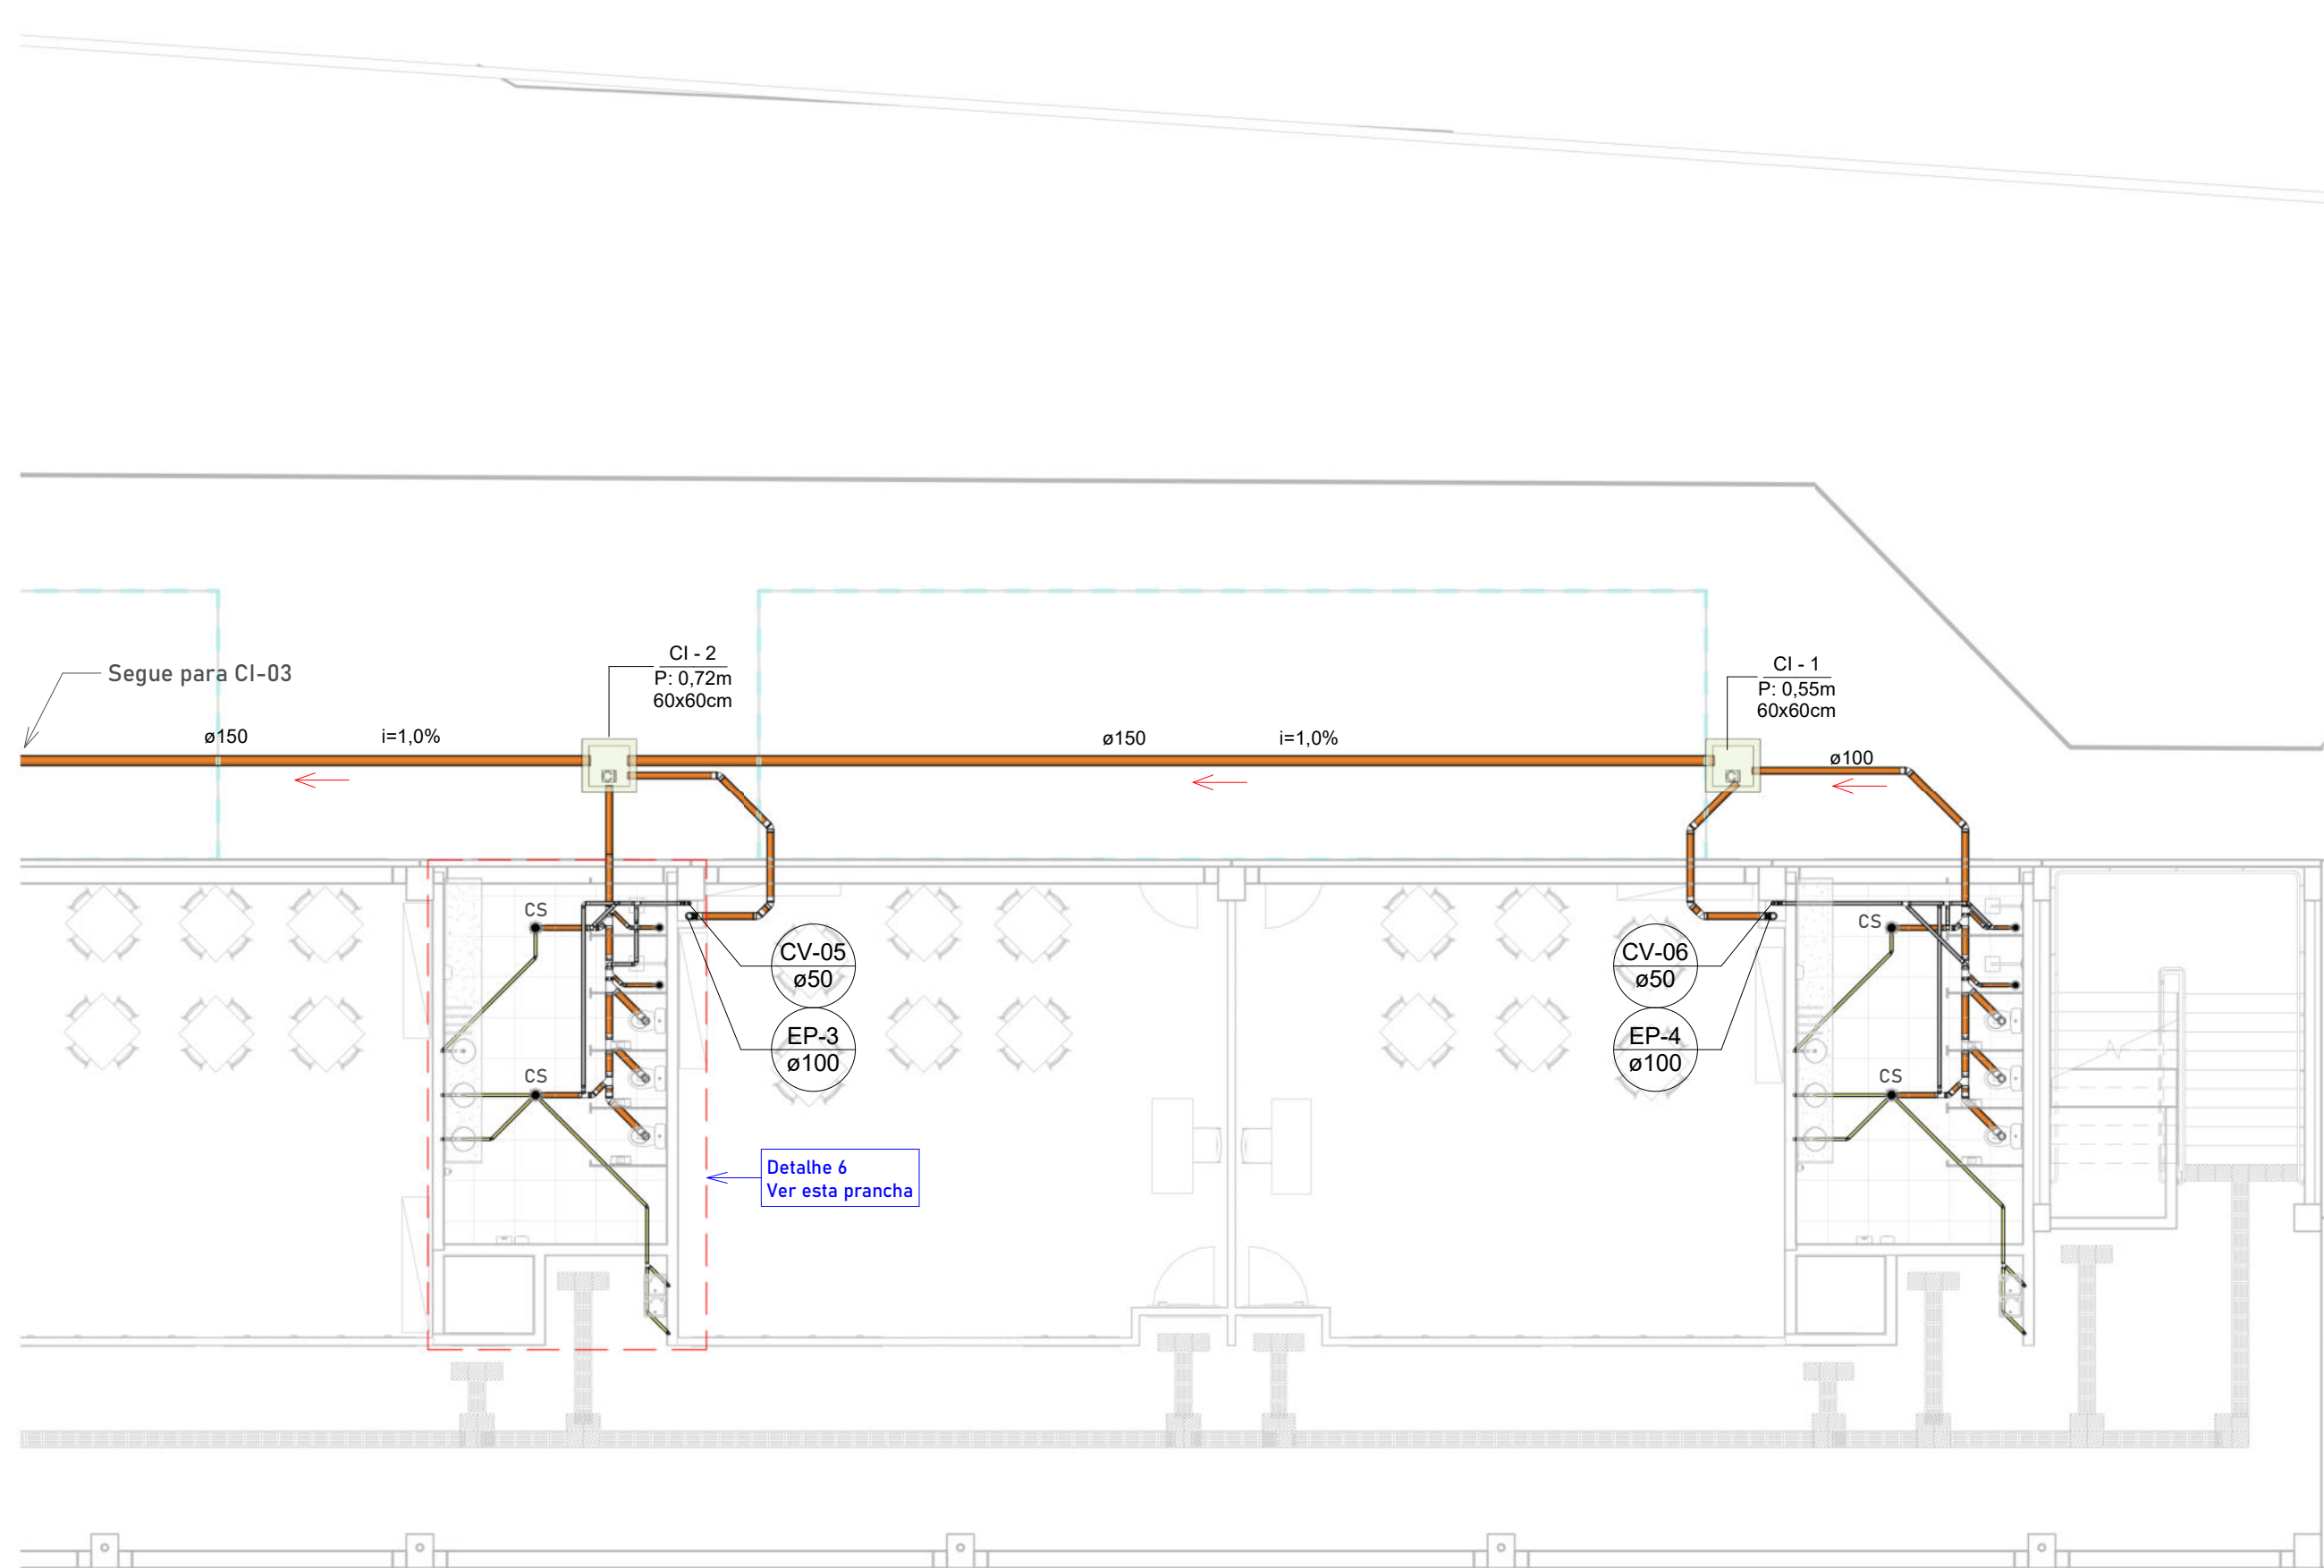 CI - 2
P: 0,72m
60x60cm
CI - 1
P: 0,55m
60x60cm
Segue para CI-03
ø150
i=1,0%
ø150
i=1,0%
ø100
CI
CI
CS
CS
CV-05
ø50
CV-06
ø50
EP-3
ø100
EP-4
ø100
CS
CS
Detalhe 6
Ver esta prancha